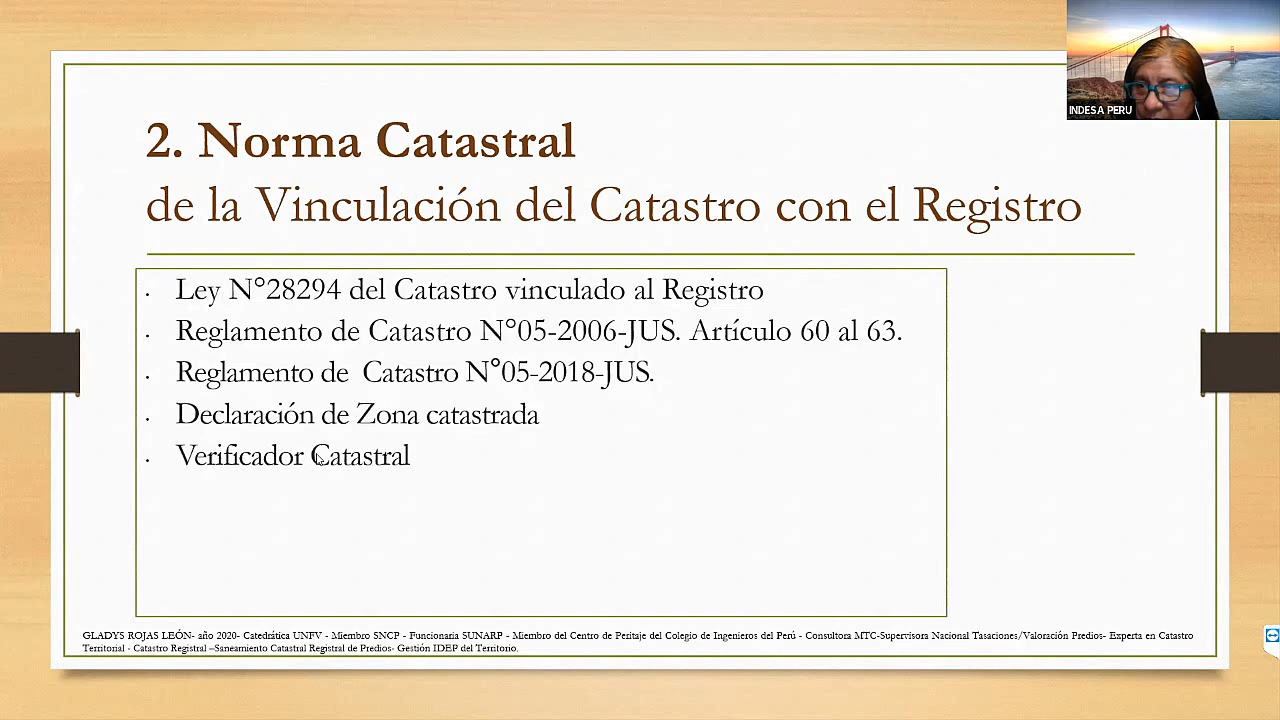 INDESA PERU
2. Norma Catastral
de la Vinculación del Catastro con el Registro
· Ley N°28294 del Catastro vinculado al Registro
· Reglamento de Catastro N°05-2006-JUS. Artículo 60 al 63.
· Reglamento de Catastro N°05-2018-JUS.
· Declaración de Zona catastrada
· Verificador Catastral
GLADYS ROJAS LEÓN- año 2020- Catedrática UNFV - Miembro SNCP - Funcionaria SUNARP - Miembro del Centro de Peritaje del Colegio de Ingenieros del Perú - Consultora MTC-Supervisora Nacional Tasaciones/Valoración Predios- Experta en Catastro
Territorial - Catastro Registral –Saneamiento Catastral Registral de Predios- Gestión IDEP del Territorio.